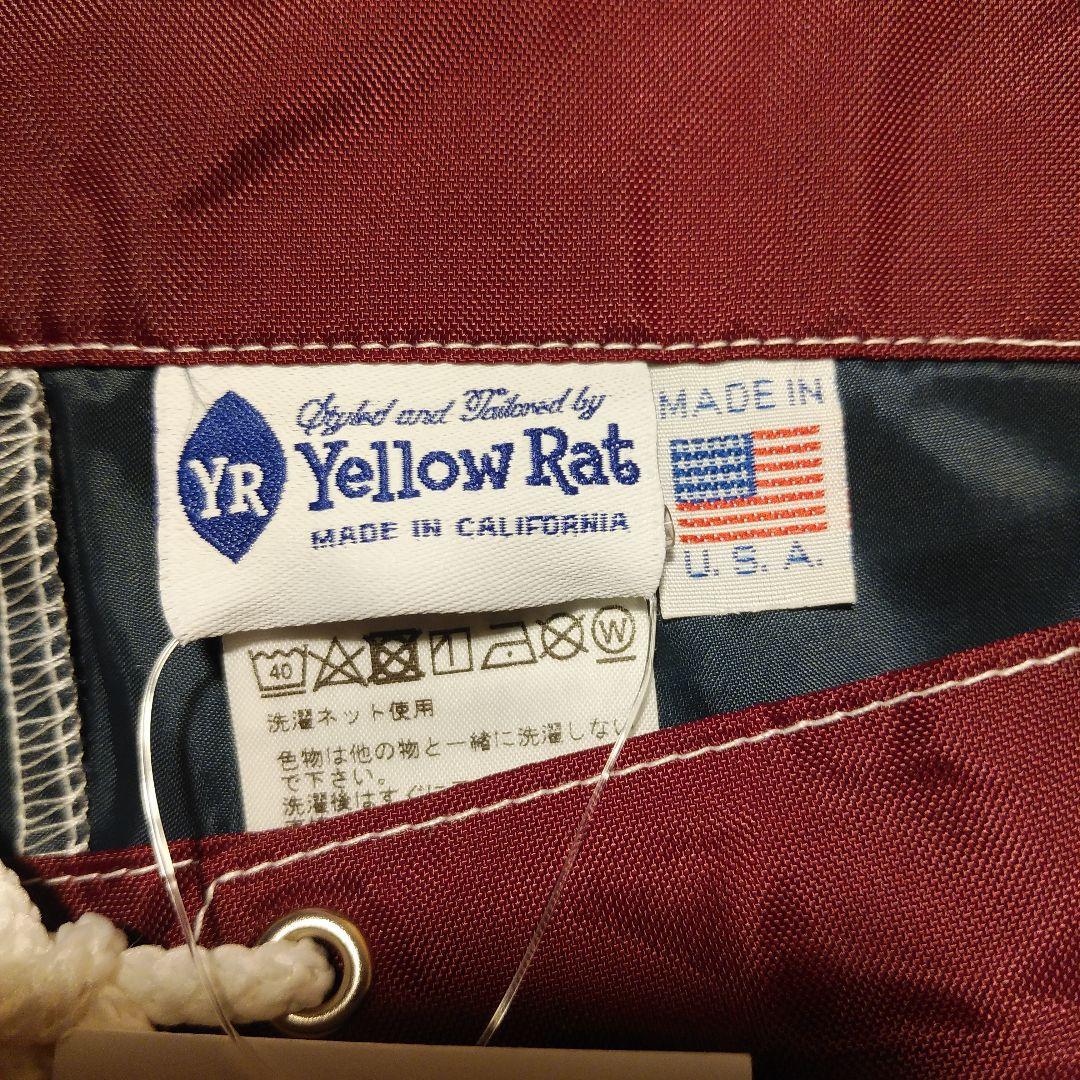 Styled and Tailored by
YR
Yellow Rat
MADE IN CALIFORNIA
MADE IN
U.S.A.
40
W
洗濯ネット使用
色物は他の物と一緒に洗濯しない
で下さい。
洗濯後はすぐに